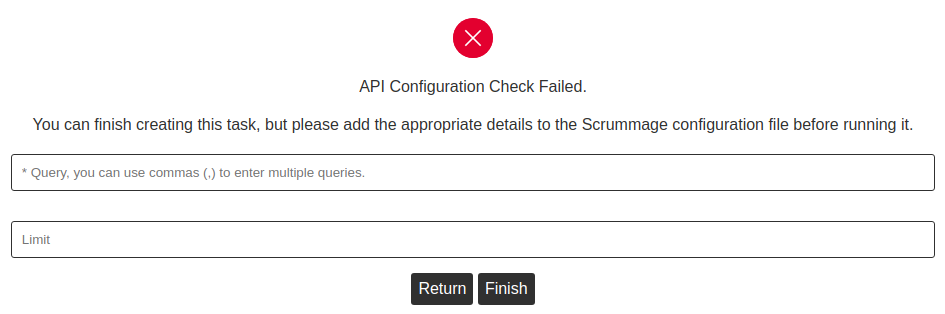 API Configuration Check Failed.
You can finish creating this task, but please add the appropriate details to the Scrummage configuration file before running it.
* Query, you can use commas (,) to enter multiple queries.
Limit
Return Finish